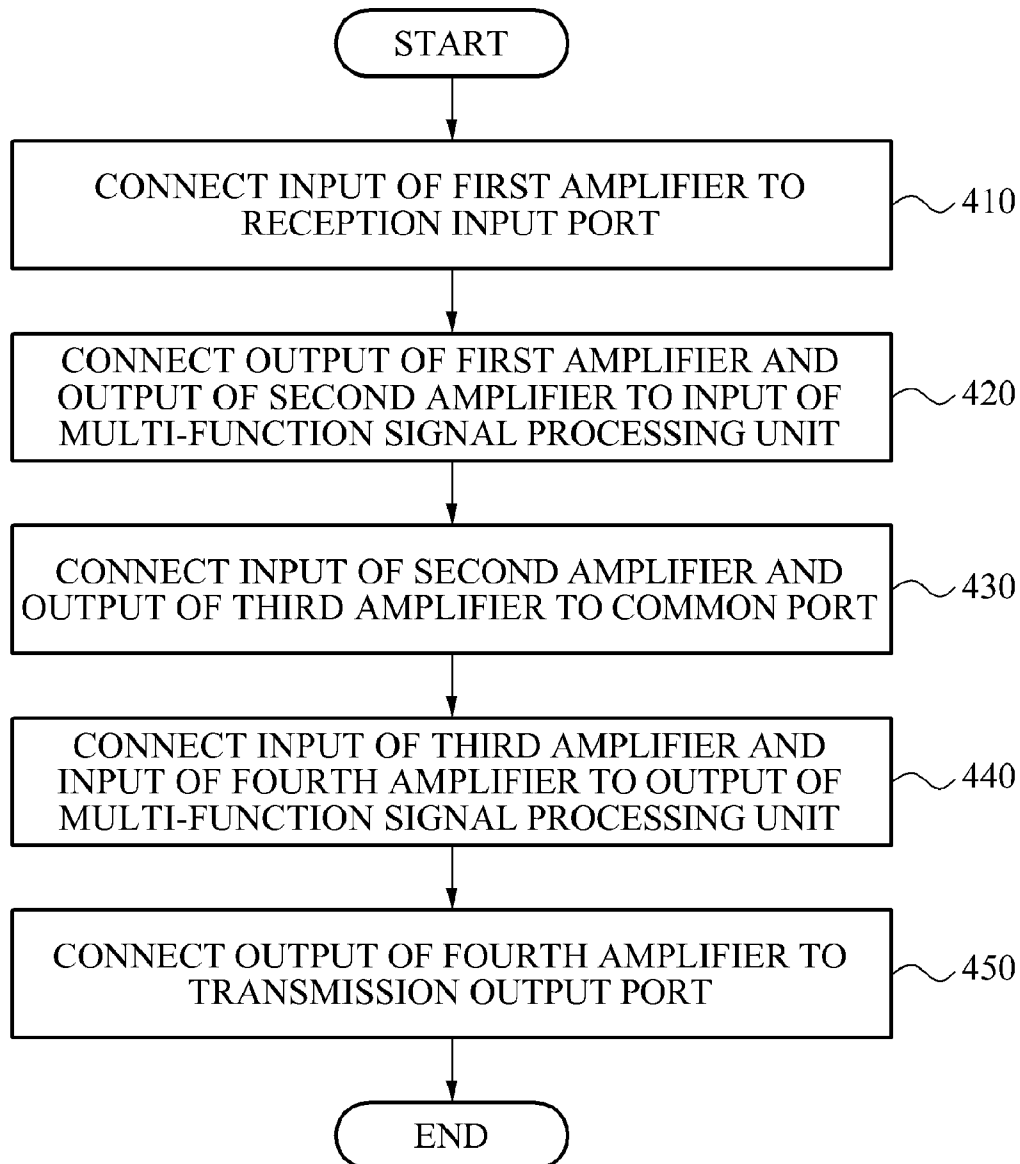 START
CONNECT INPUT OF FIRST AMPLIFIER TO
RECEPTION INPUT PORT
410
CONNECT OUTPUT OF FIRST AMPLIFIER AND
OUTPUT OF SECOND AMPLIFIER TO INPUT OF
MULTI-FUNCTION SIGNAL PROCESSING UNIT
420
CONNECT INPUT OF SECOND AMPLIFIER AND
OUTPUT OF THIRD AMPLIFIER TO COMMON PORT
430
CONNECT INPUT OF THIRD AMPLIFIER AND
INPUT OF FOURTH AMPLIFIER TO OUTPUT OF
MULTI-FUNCTION SIGNAL PROCESSING UNIT
440
CONNECT OUTPUT OF FOURTH AMPLIFIER TO
TRANSMISSION OUTPUT PORT
450
END